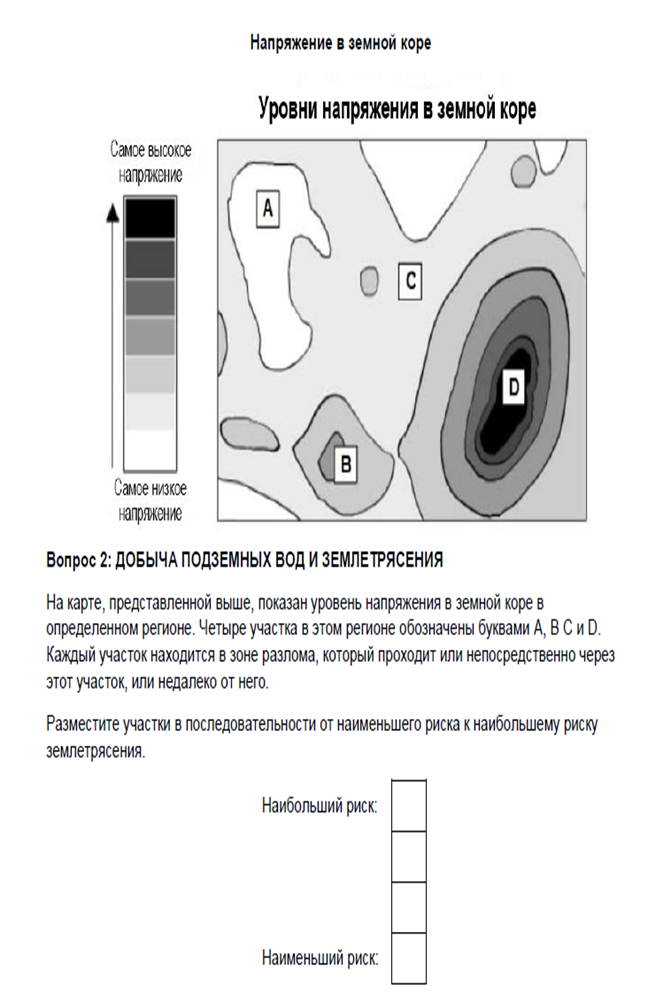 Напряжение в земной коре
Уровни напряжения в земной коре
Самое высокое
напряжение
A
C
D
B
Самое низкое
напряжение
Вопрос 2: ДОБЫЧА ПОДЗЕМНЫХ ВОД И ЗЕМЛЕТРЯСЕНИЯ
На карте, представленной выше, показан уровень напряжения в земной коре в
определенном регионе. Четыре участка в этом регионе обозначены буквами A, B C и D.
Каждый участок находится в зоне разлома, который проходит или непосредственно через
этот участок, или недалеко от него.
Разместите участки в последовательности от наименьшего риска к наибольшему риску
землетрясения.
Наибольший риск:
Наименьший риск: